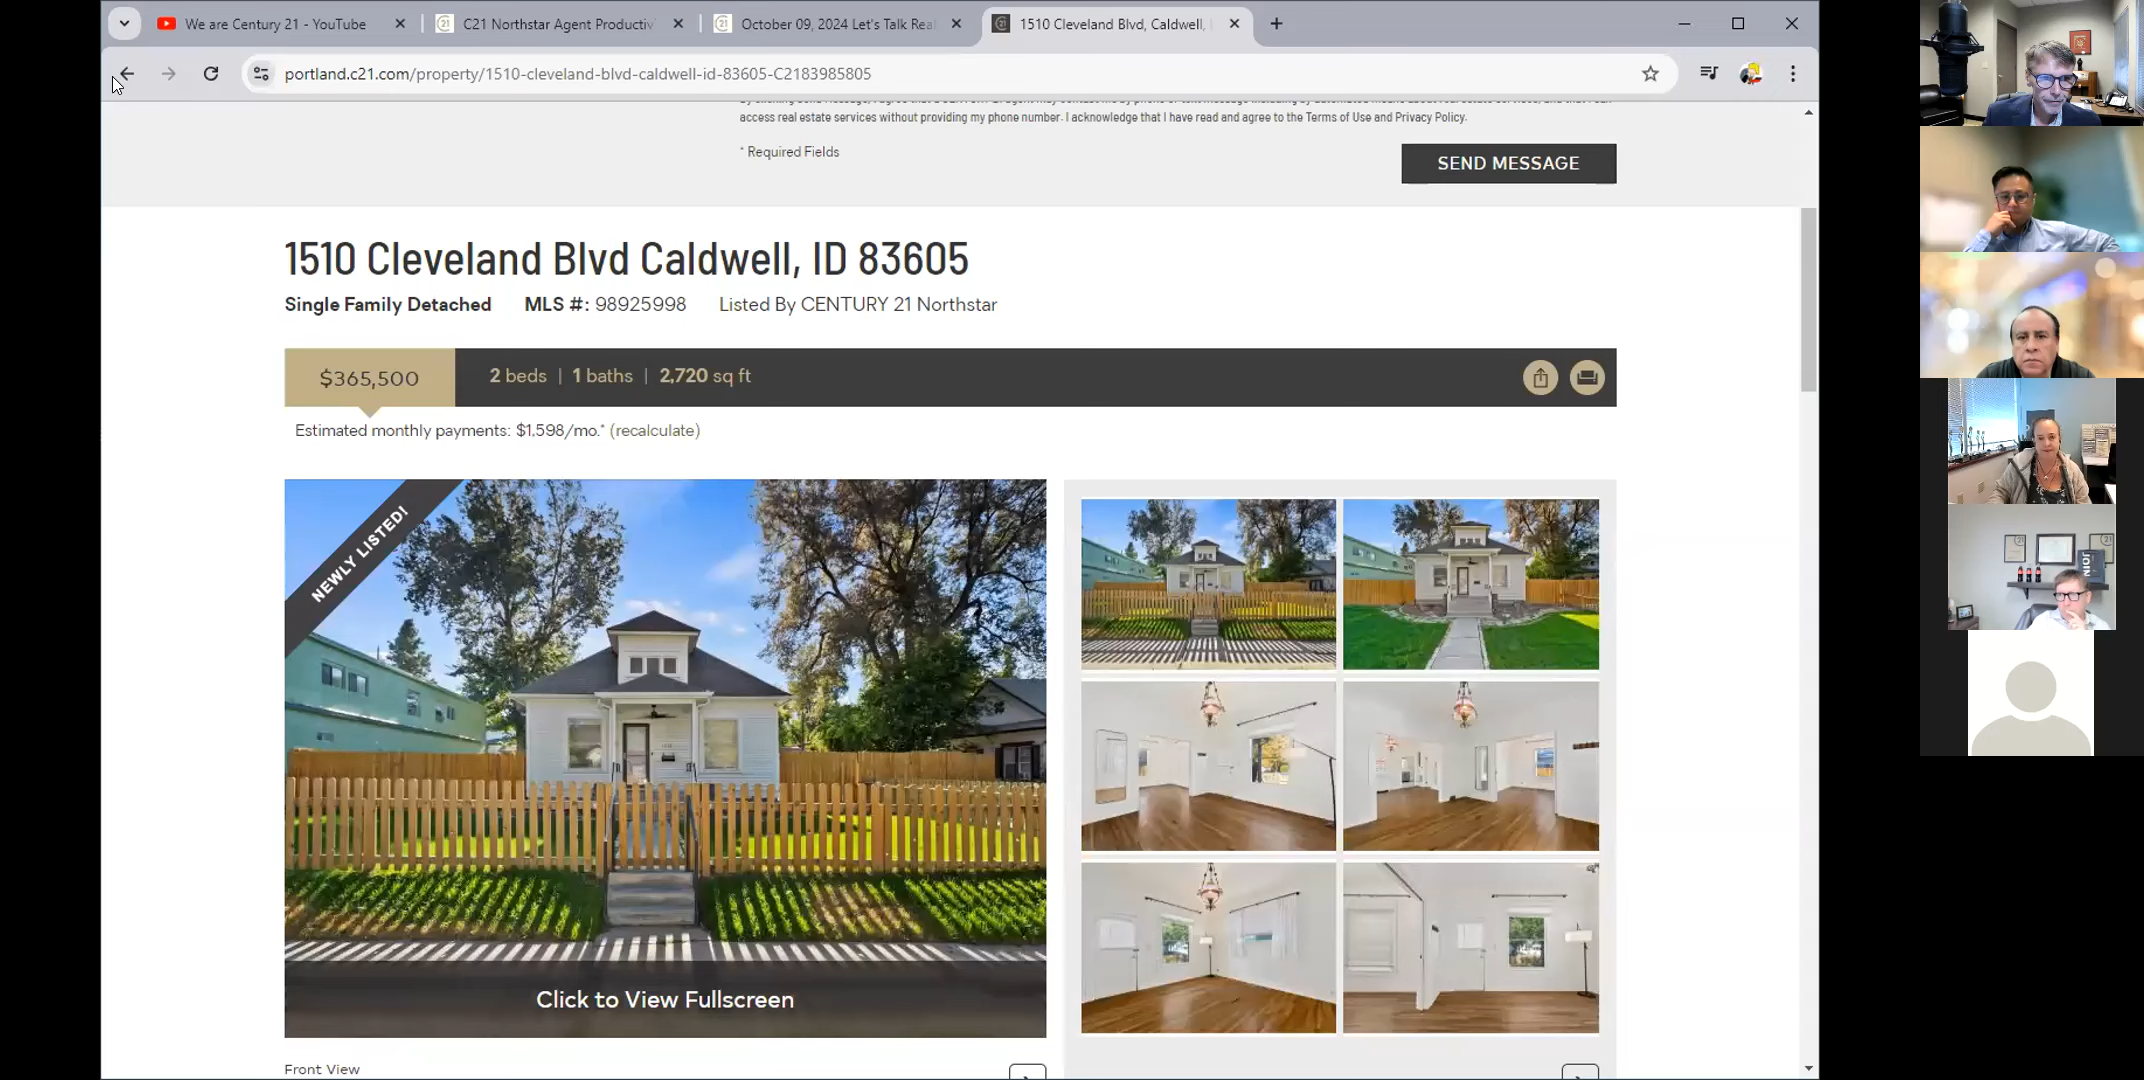 We are Century 21 - YouTube
C21 Northstar Agent Productiv
October 09, 2024 Let's Talk Rea
1510 Cleveland Blvd, Caldwell,
portland.c21.com/property/1510-cleveland-blvd-caldwell-id-83605-C2183985805
access real estate services without providing my phone number. I acknowledge that I have read and agree to the Terms of Use and Privacy Policy.
* Required Fields
SEND MESSAGE
1510 Cleveland Blvd Caldwell, ID 83605
Single Family Detached MLS #: 98925998 Listed By CENTURY 21 Northstar
$365,500 2 beds | 1 baths | 2,720 sq ft
Estimated monthly payments: $1,598/mo.* (recalculate)
NEWLY LISTED!
Click to View Fullscreen
Front View
JOIN